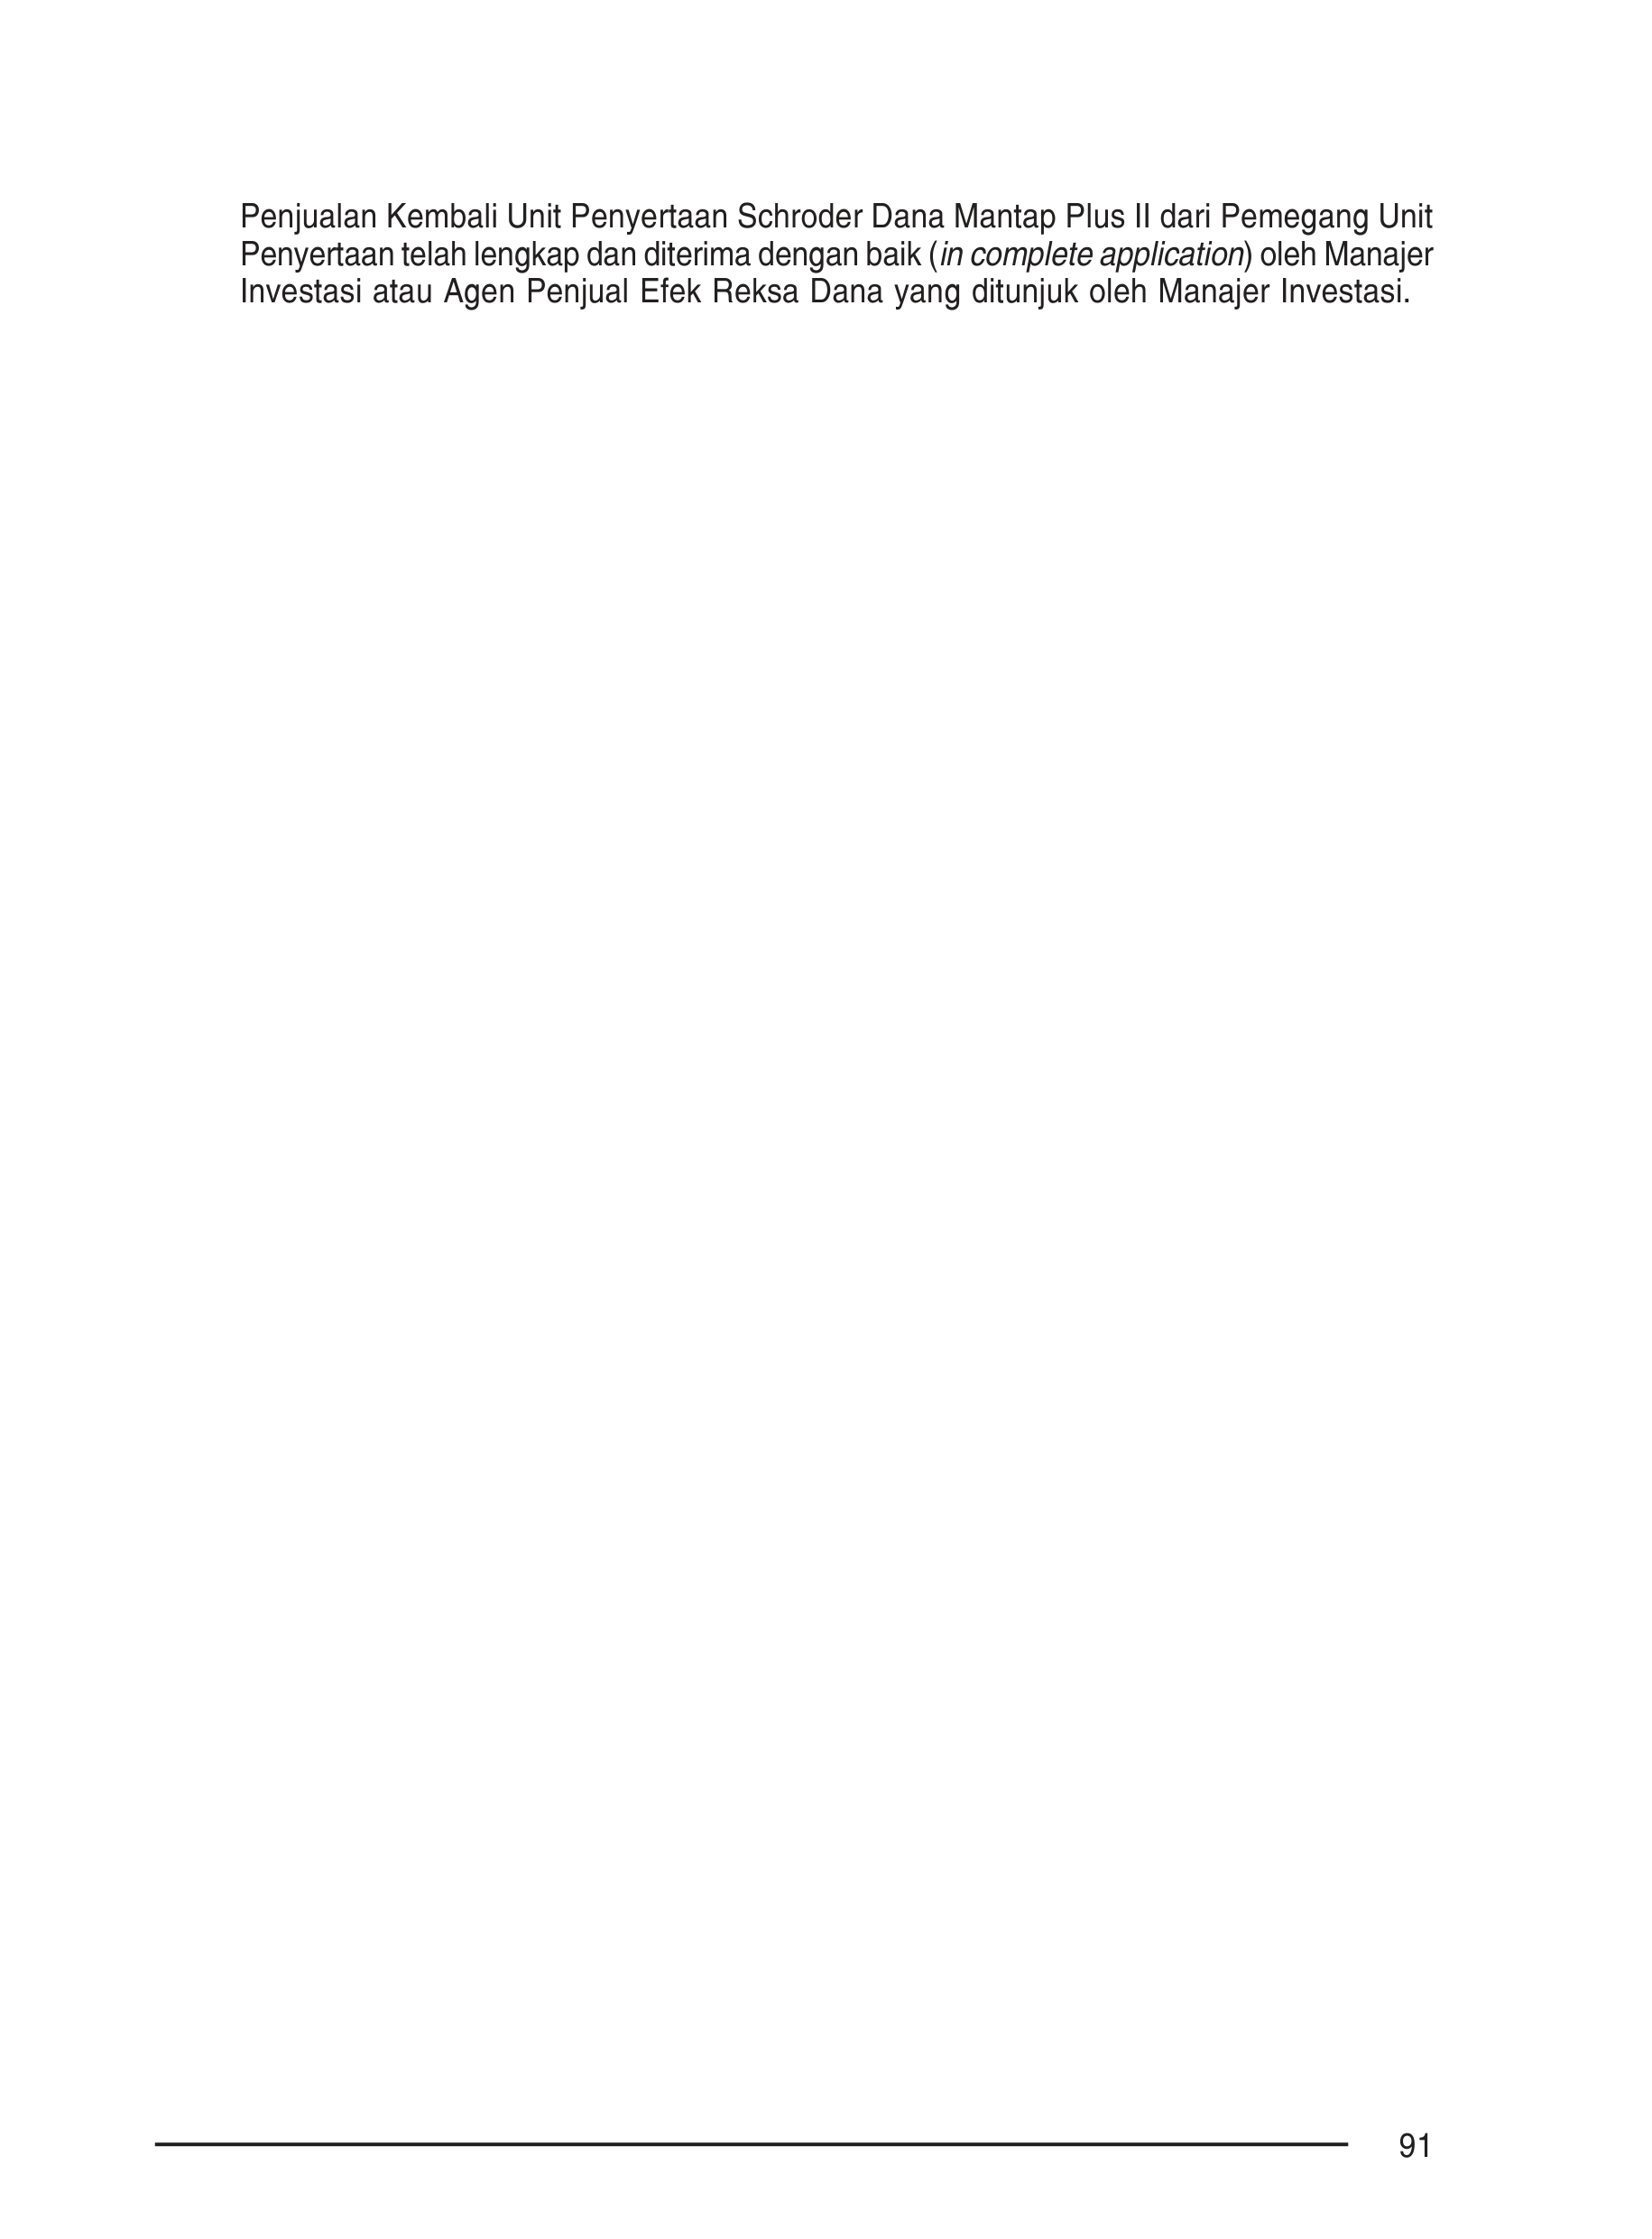 Penjualan Kembali Unit Penyertaan Schroder Dana Mantap Plus II dari Pemegang Unit
Penyertaan telah lengkap dan diterima dengan baik (in complete application) oleh Manajer
Investasi atau Agen Penjual Efek Reksa Dana yang ditunjuk oleh Manajer Investasi.
91